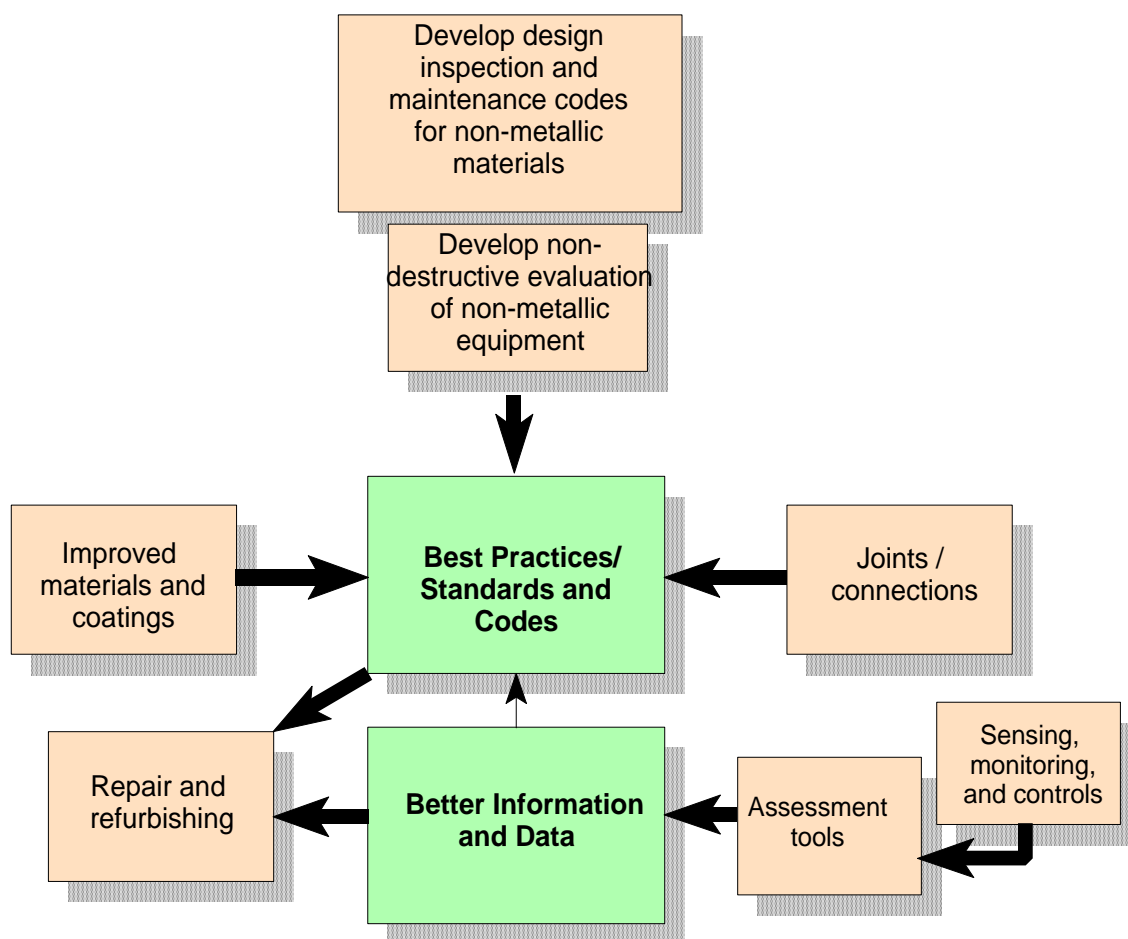 Develop design
inspection and
maintenance codes
for non-metallic
materials
Develop non-
destructive evaluation
of non-metallic
equipment
Improved
materials and
coatings
Best Practices/
Standards and
Codes
Joints /
connections
Repair and
refurbishing
Better Information
and Data
Assessment
tools
Sensing,
monitoring,
and controls